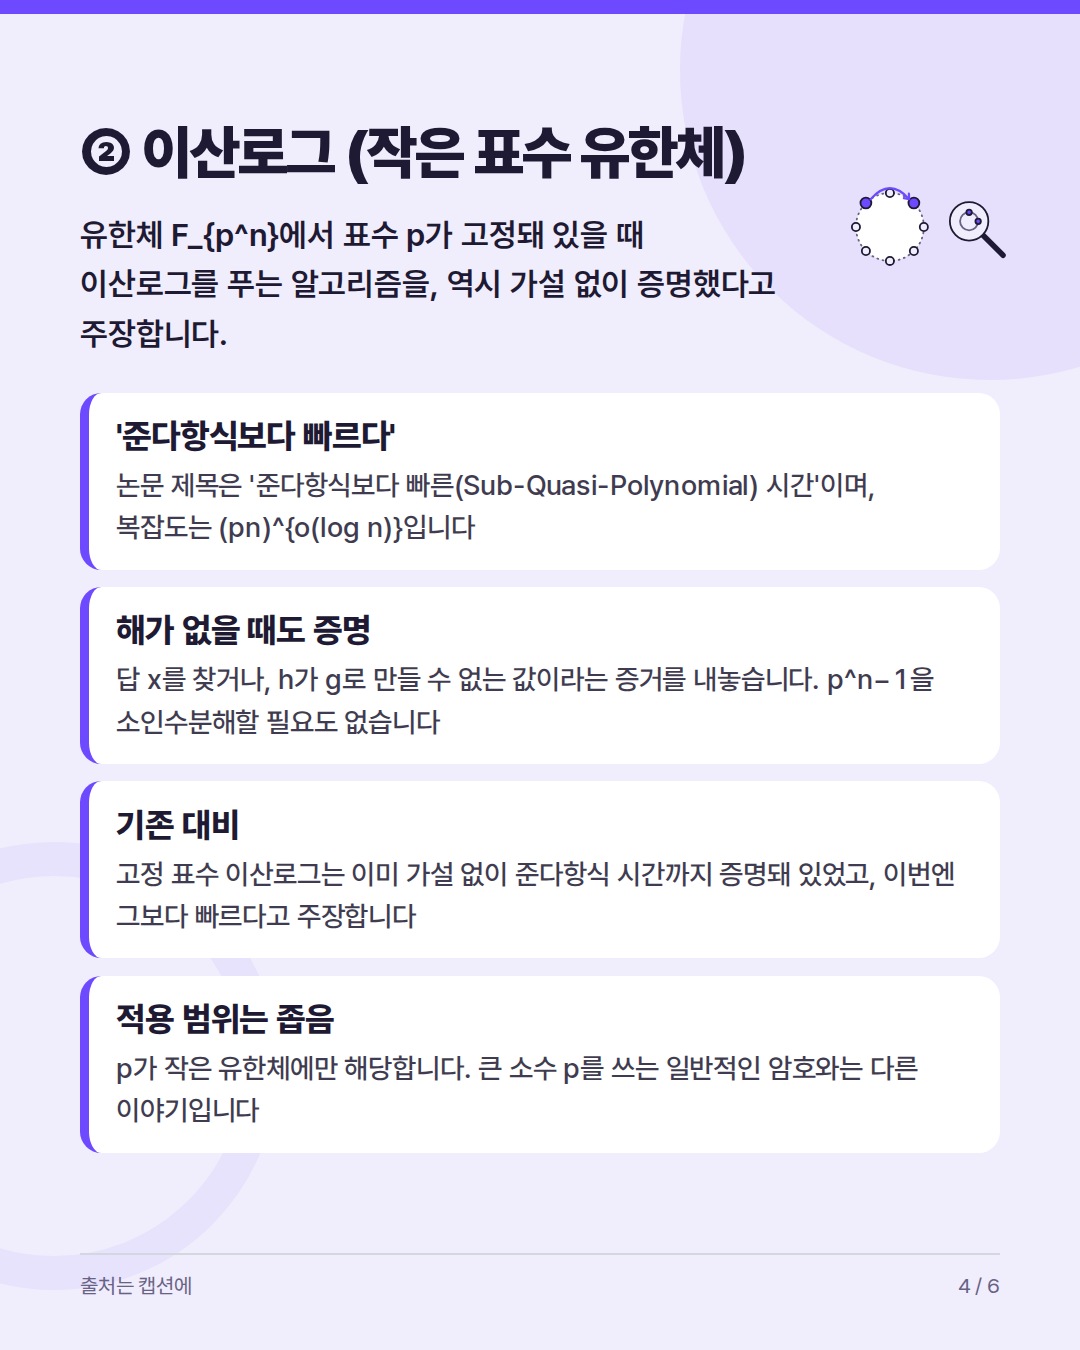 ❷ 이산로그 (작은 표수 유한체)
유한체 F_{p^n}에서 표수 p가 고정돼 있을 때
이산로그를 푸는 알고리즘을, 역시 가설 없이 증명했다고
주장합니다.
'준다항식보다 빠르다'
논문 제목은 '준다항식보다 빠른(Sub-Quasi-Polynomial) 시간'이며,
복잡도는 (pn)^{o(log n)}입니다
해가 없을 때도 증명
답 x를 찾거나, h가 g로 만들 수 없는 값이라는 증거를 내놓습니다. p^n−1을
소인수분해할 필요도 없습니다
기존 대비
고정 표수 이산로그는 이미 가설 없이 준다항식 시간까지 증명돼 있었고, 이번엔
그보다 빠르다고 주장합니다
적용 범위는 좁음
p가 작은 유한체에만 해당합니다. 큰 소수 p를 쓰는 일반적인 암호와는 다른
이야기입니다
출처는 캡션에
4 / 6